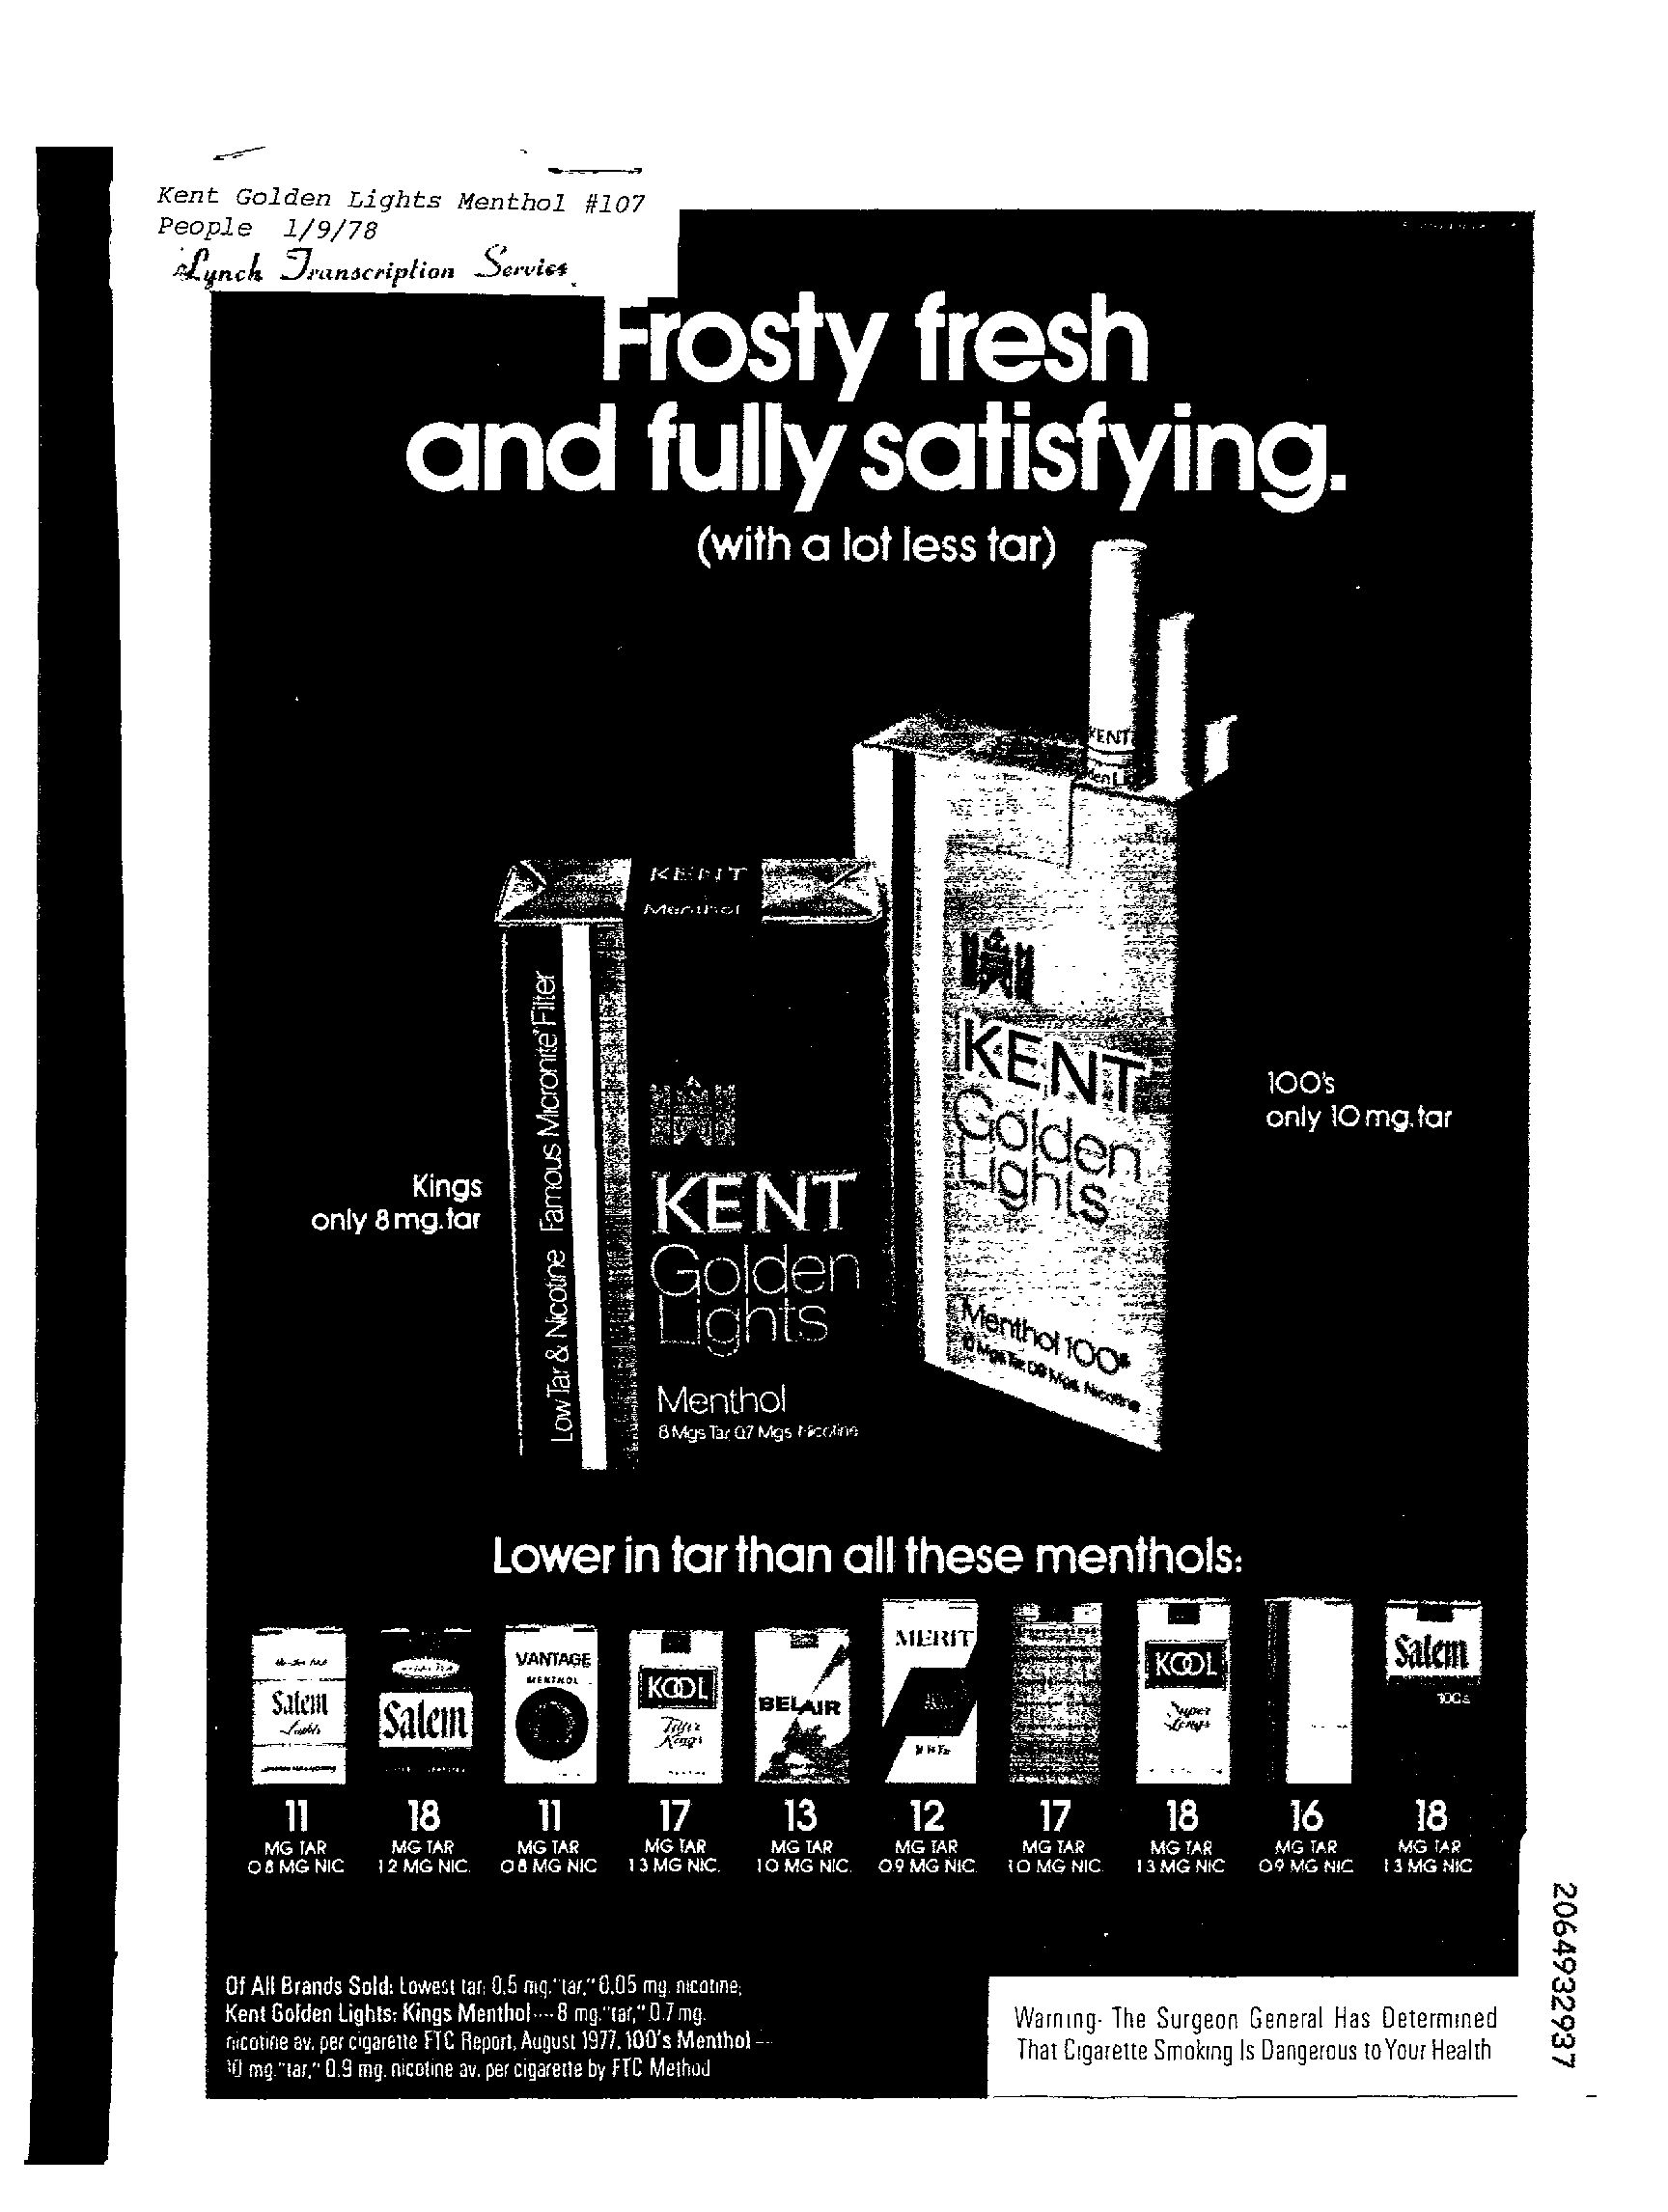 Kent Golden Lights Menthol #107
People 1/9/78
Lynch Transcription Service
Frosty fresh
and fully satisfying.
(with a lot less tar)
KENT
KENT
Menthol
Low Tar & Nicotine Famous Micronite Filter
KENT
Golden
Lights
Menthol
8 Mgs Tar, 0.7 Mgs Nicotine
Kings
only 8 mg. tar
KENT
Golden
Lights
Menthol 100's
10 Mgs Tar, 0.9 Mgs. Nicotine
100's
only 10 mg. tar
Lower in tar than all these menthols:
Salem
Lights
Salem
VANTAGE
MENTHOL
KOOL
Filter
Kings
BELAIR
MERIT
KOOL
Super
Longs
Salem
100's
11 18 11 17 13 12 17 18 16 18
MG TAR MG TAR MG TAR MG TAR MG TAR MG TAR MG TAR MG TAR MG TAR MG TAR
0.8 MG NIC 1.2 MG NIC. 0.8 MG NIC 1.3 MG NIC. 1.0 MG NIC. 0.9 MG NIC. 1.0 MG NIC 1.3 MG NIC 0.9 MG NIC 1.3 MG NIC
Of All Brands Sold: Lowest tar: 0.5 mg. "tar," 0.05 mg. nicotine;
Kent Golden Lights: Kings Menthol—8 mg. "tar," 0.7 mg.
nicotine av. per cigarette FTC Report, August 1977. 100's Menthol—
10 mg. "tar," 0.9 mg. nicotine av. per cigarette by FTC Method
Warning: The Surgeon General Has Determined
That Cigarette Smoking Is Dangerous to Your Health
2064932937